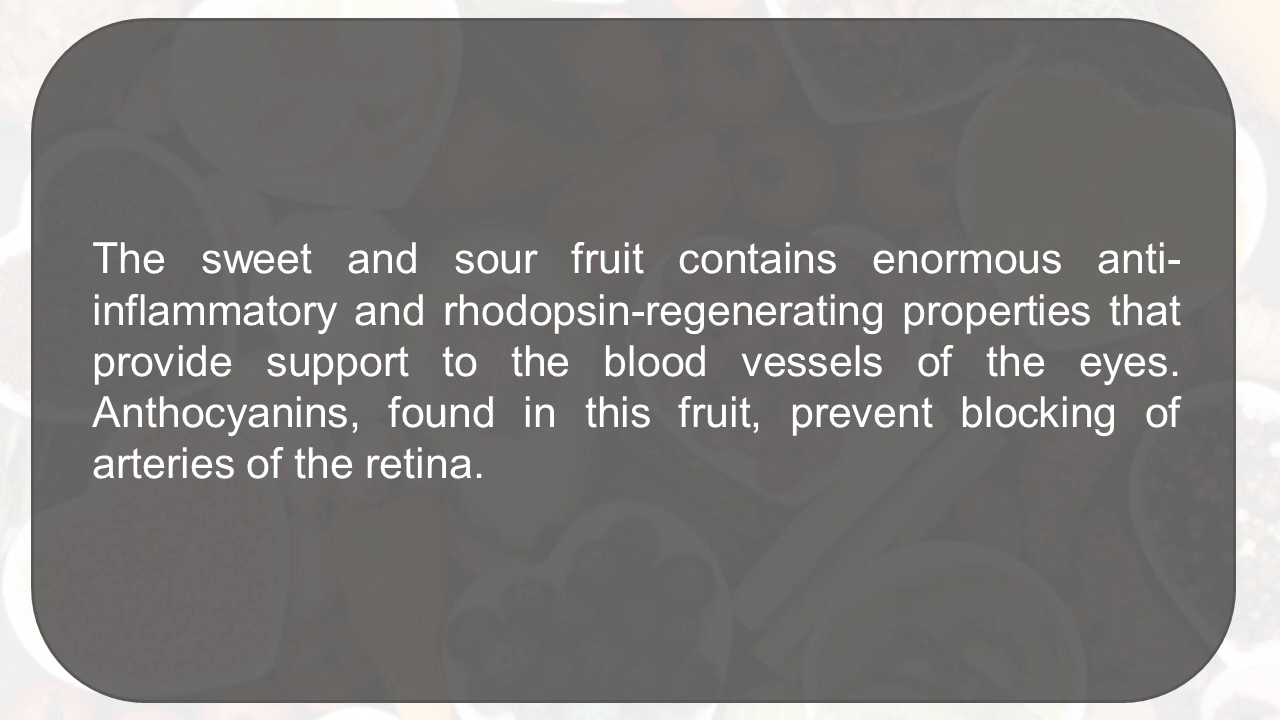 The sweet and sour fruit contains enormous anti-
inflammatory and rhodopsin-regenerating properties that
provide support to the blood vessels of the eyes.
Anthocyanins, found in this fruit, prevent blocking of
arteries of the retina.